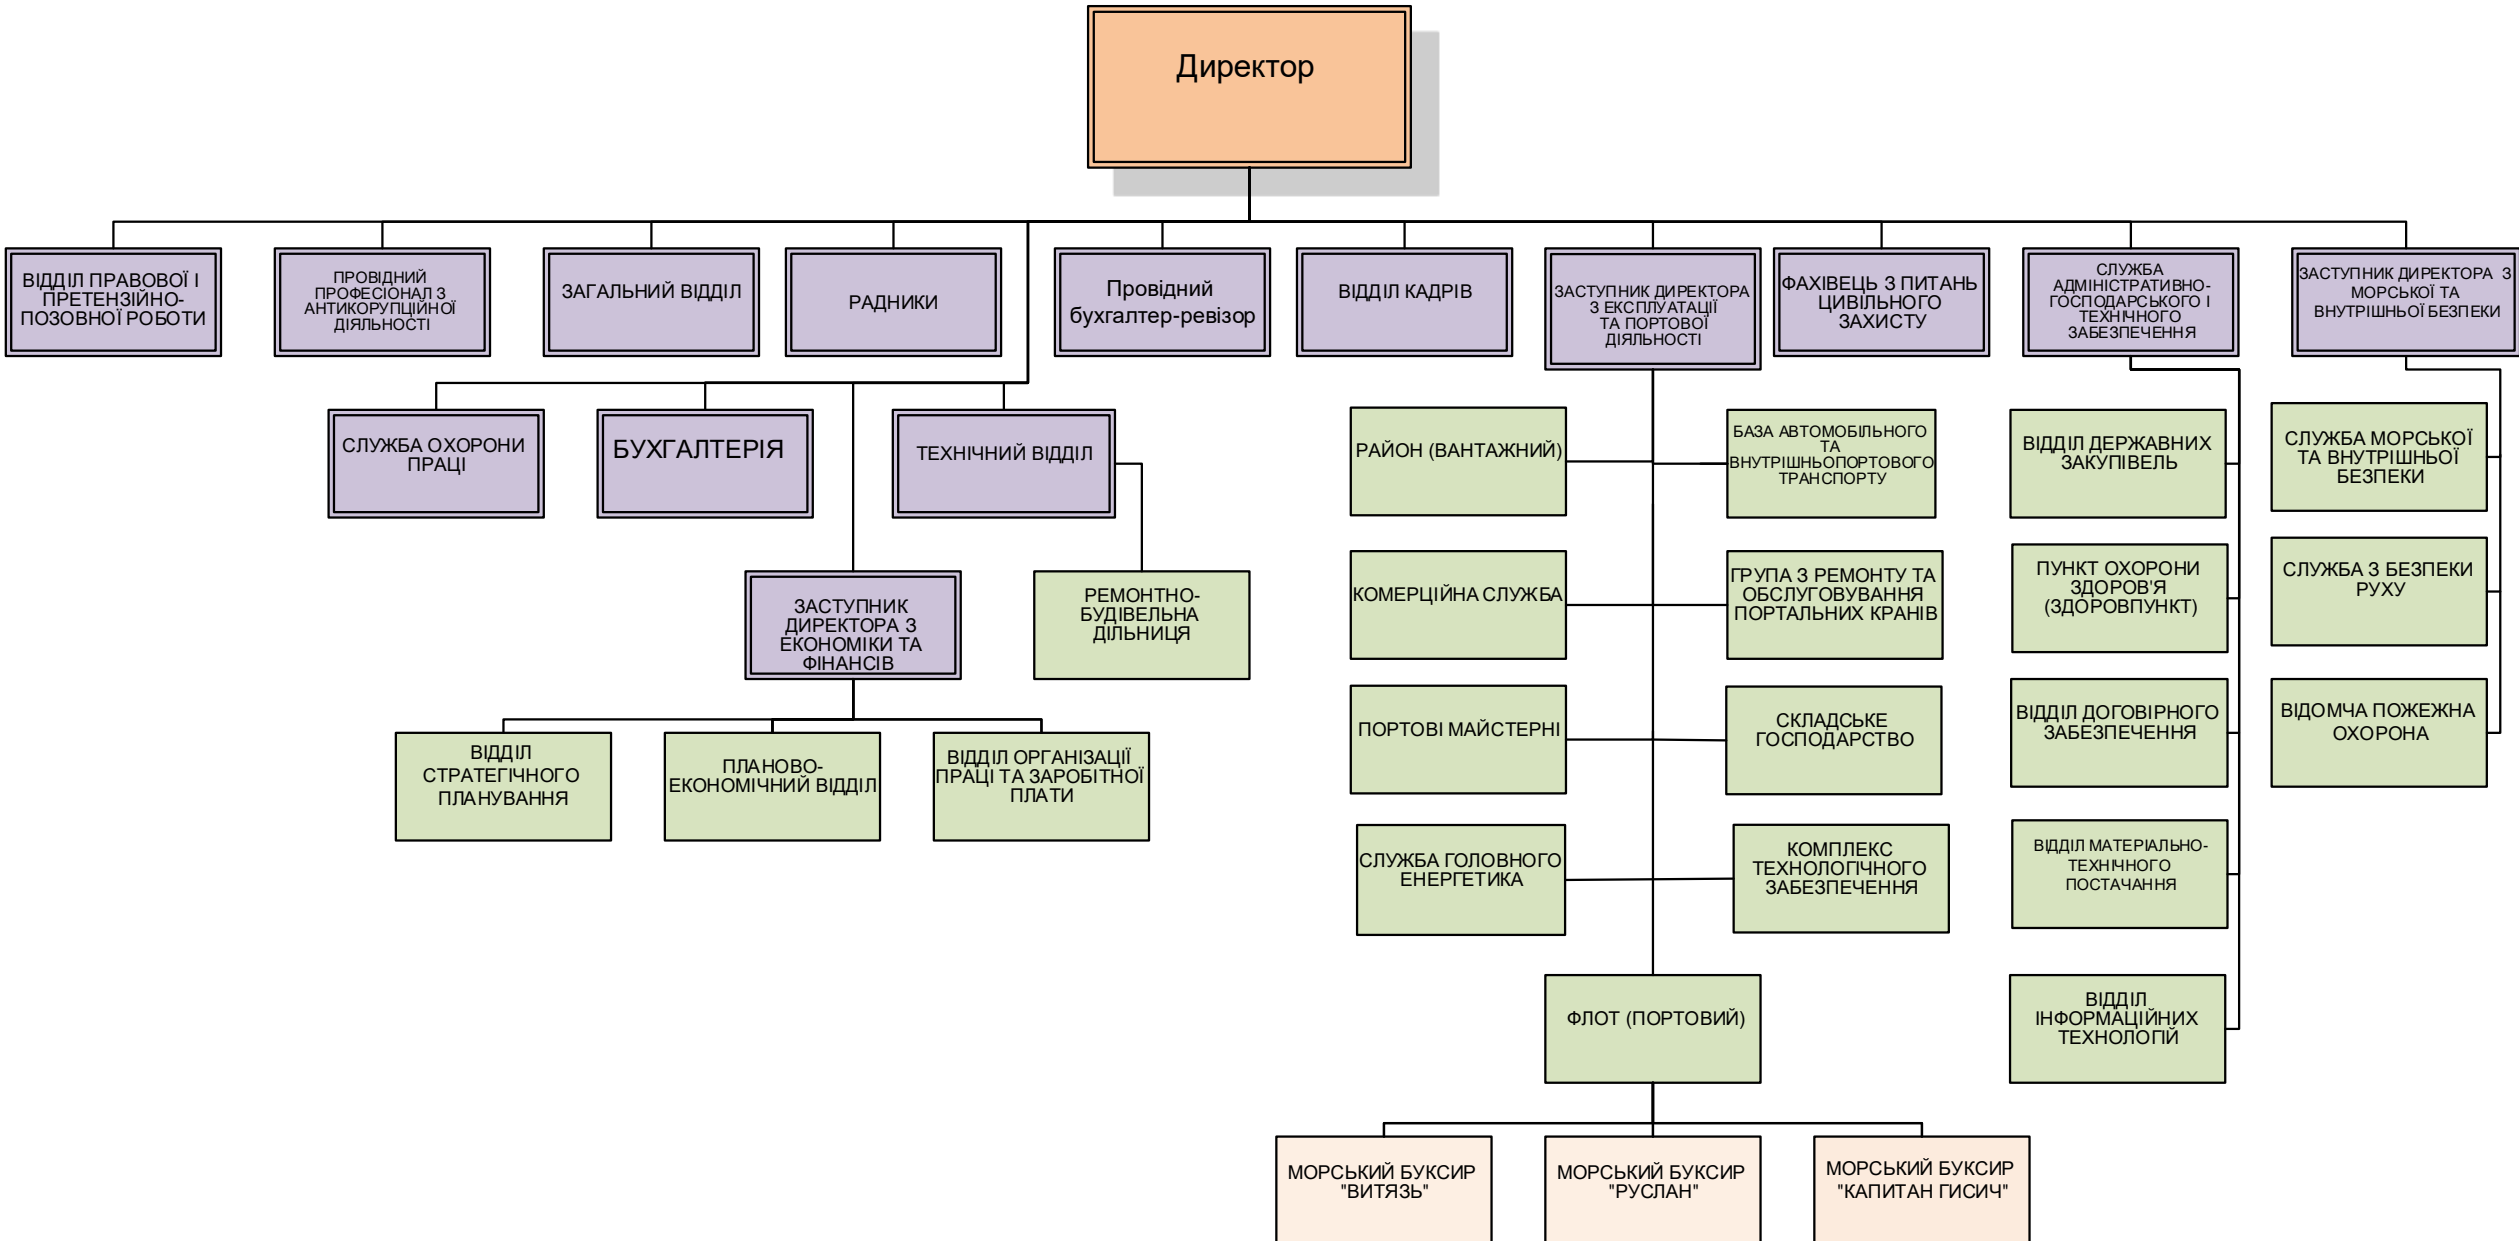 Директор
ВІДДІЛ ПРАВОВОЇ І
ПРЕТЕНЗІЙНО-
ПОЗОВНОЇ РОБОТИ
ПРОВІДНИЙ
ПРОФЕСІОНАЛ З
АНТИКОРУПЦІЙНОЇ
ДІЯЛЬНОСТІ
ЗАГАЛЬНИЙ ВІДДІЛ
РАДНИКИ
Провідний
бухгалтер-ревізор
ВІДДІЛ КАДРІВ
ЗАСТУПНИК ДИРЕКТОРА
З ЕКСПЛУАТАЦІЇ
ТА ПОРТОВОЇ
ДІЯЛЬНОСТІ
ФАХІВЕЦЬ З ПИТАНЬ
ЦИВІЛЬНОГО
ЗАХИСТУ
СЛУЖБА
АДМІНІСТРАТИВНО-
ГОСПОДАРСЬКОГО І
ТЕХНІЧНОГО
ЗАБЕЗПЕЧЕННЯ
ЗАСТУПНИК ДИРЕКТОРА З
МОРСЬКОЇ ТА
ВНУТРІШНЬОЇ БЕЗПЕКИ
СЛУЖБА ОХОРОНИ
ПРАЦІ
БУХГАЛТЕРІЯ
ТЕХНІЧНИЙ ВІДДІЛ
РАЙОН (ВАНТАЖНИЙ)
БАЗА АВТОМОБІЛЬНОГО
ТА
ВНУТРІШНЬОПОРТОВОГО
ТРАНСПОРТУ
ВІДДІЛ ДЕРЖАВНИХ
ЗАКУПІВЕЛЬ
СЛУЖБА МОРСЬКОЇ
ТА ВНУТРІШНЬОЇ
БЕЗПЕКИ
ЗАСТУПНИК
ДИРЕКТОРА З
ЕКОНОМІКИ ТА
ФІНАНСІВ
РЕМОНТНО-
БУДІВЕЛЬНА
ДІЛЬНИЦЯ
КОМЕРЦІЙНА СЛУЖБА
ГРУПА З РЕМОНТУ ТА
ОБСЛУГОВУВАННЯ
ПОРТАЛЬНИХ КРАНІВ
ПУНКТ ОХОРОНИ
ЗДОРОВ'Я
(ЗДОРОВПУНКТ)
СЛУЖБА З БЕЗПЕКИ
РУХУ
ВІДДІЛ
СТРАТЕГІЧНОГО
ПЛАНУВАННЯ
ПЛАНОВО-
ЕКОНОМІЧНИЙ ВІДДІЛ
ВІДДІЛ ОРГАНІЗАЦІЇ
ПРАЦІ ТА ЗАРОБІТНОЇ
ПЛАТИ
ПОРТОВІ МАЙСТЕРНІ
СКЛАДСЬКЕ
ГОСПОДАРСТВО
ВІДДІЛ ДОГОВІРНОГО
ЗАБЕЗПЕЧЕННЯ
ВІДОМЧА ПОЖЕЖНА
ОХОРОНА
СЛУЖБА ГОЛОВНОГО
ЕНЕРГЕТИКА
КОМПЛЕКС
ТЕХНОЛОГІЧНОГО
ЗАБЕЗПЕЧЕННЯ
ВІДДІЛ МАТЕРІАЛЬНО-
ТЕХНІЧНОГО
ПОСТАЧАННЯ
ФЛОТ (ПОРТОВИЙ)
ВІДДІЛ
ІНФОРМАЦІЙНИХ
ТЕХНОЛОГІЙ
МОРСЬКИЙ БУКСИР
"ВИТЯЗЬ"
МОРСЬКИЙ БУКСИР
"РУСЛАН"
МОРСЬКИЙ БУКСИР
"КАПИТАН ГИСИЧ"